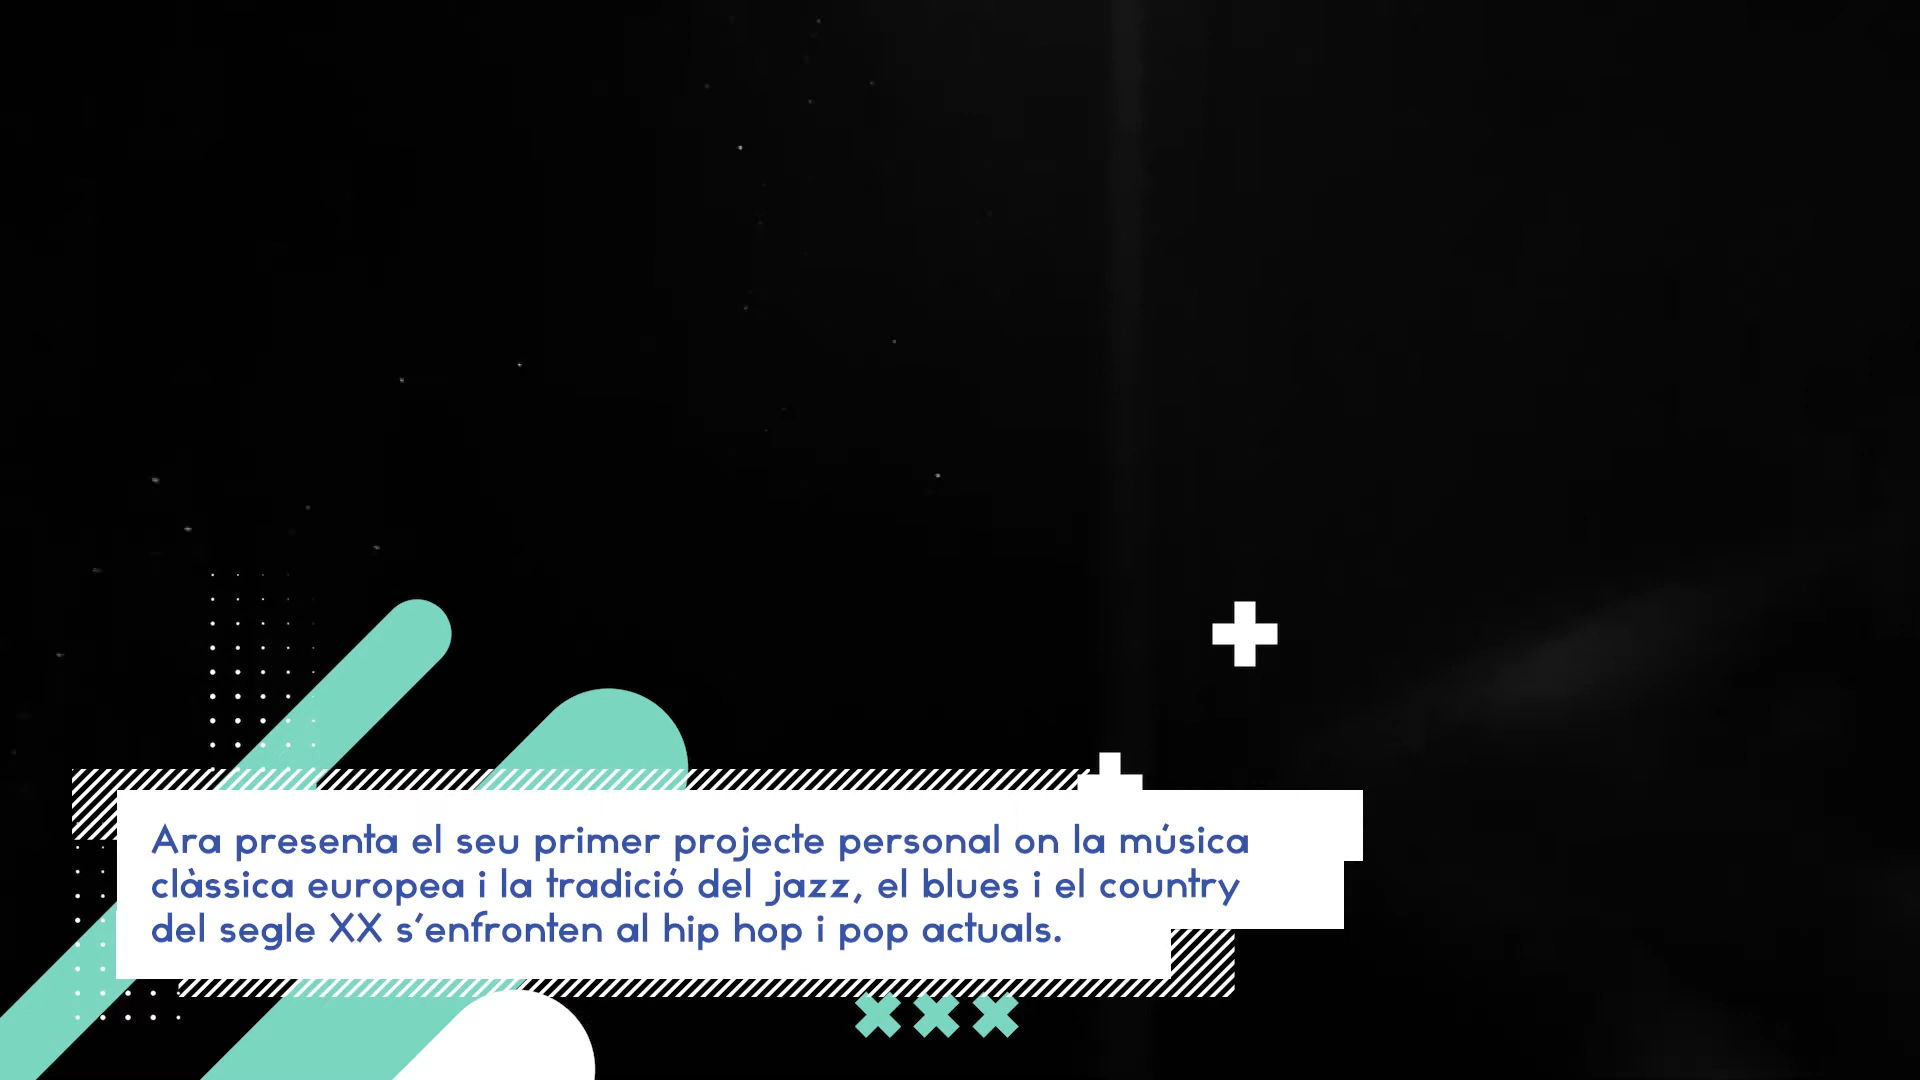 Ara presenta el seu primer projecte personal on la música
clàssica europea i la tradició del jazz, el blues i el country
del segle XX s'enfronten al hip hop i pop actuals.